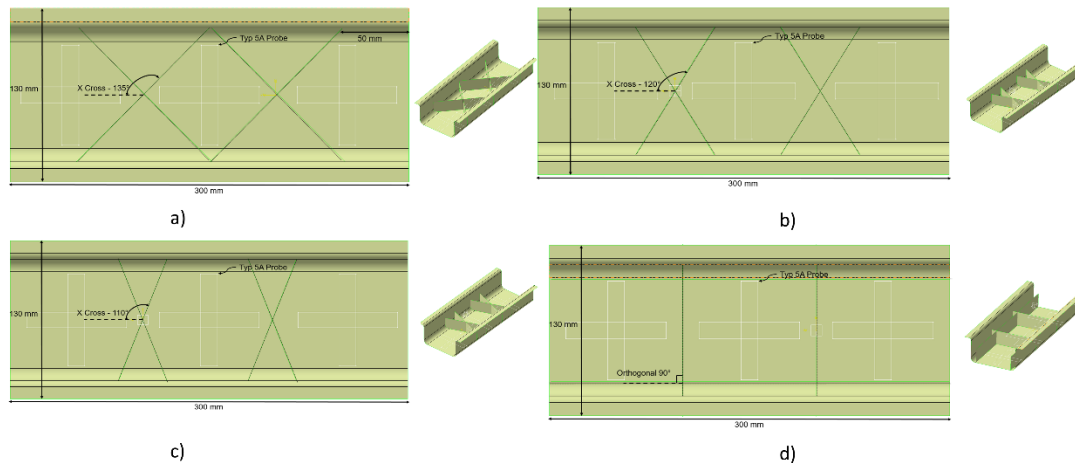 Typ 5A Probe
50 mm
X Cross - 135°
130 mm
300 mm
a)
Typ 5A Probe
X Cross - 120°
130 mm
300 mm
b)
Typ 5A Probe
X Cross - 110°
130 mm
300 mm
c)
Typ 5A Probe
130 mm
Orthogonal 90°
300 mm
d)